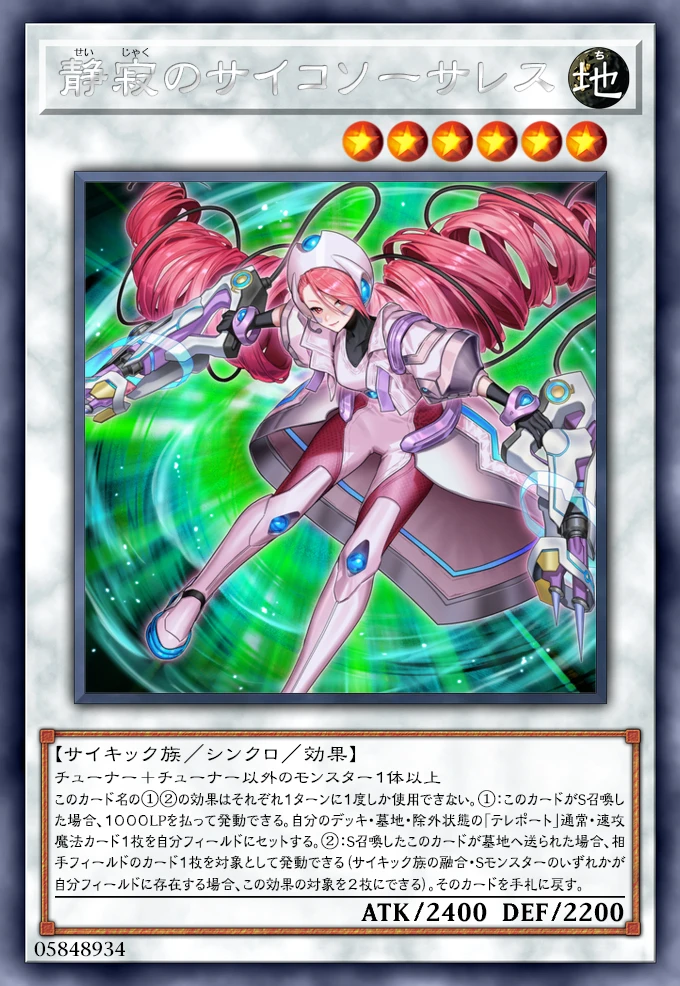 せい じゃく
静寂のサイコソーサレス
ち
地
【サイキック族／シンクロ／効果】
チューナー＋チューナー以外のモンスター1体以上
このカード名の①②の効果はそれぞれ1ターンに1度しか使用できない。①：このカードがS召喚し
た場合、1000LPを払って発動できる。自分のデッキ・墓地・除外状態の「テレポート」通常・速攻
魔法カード1枚を自分フィールドにセットする。②：S召喚したこのカードが墓地へ送られた場合、相
手フィールドのカード1枚を対象として発動できる（サイキック族の融合・Sモンスターのいずれかが
自分フィールドに存在する場合、この効果の対象を2枚にできる）。そのカードを手札に戻す。
ATK/2400 DEF/2200
05848934